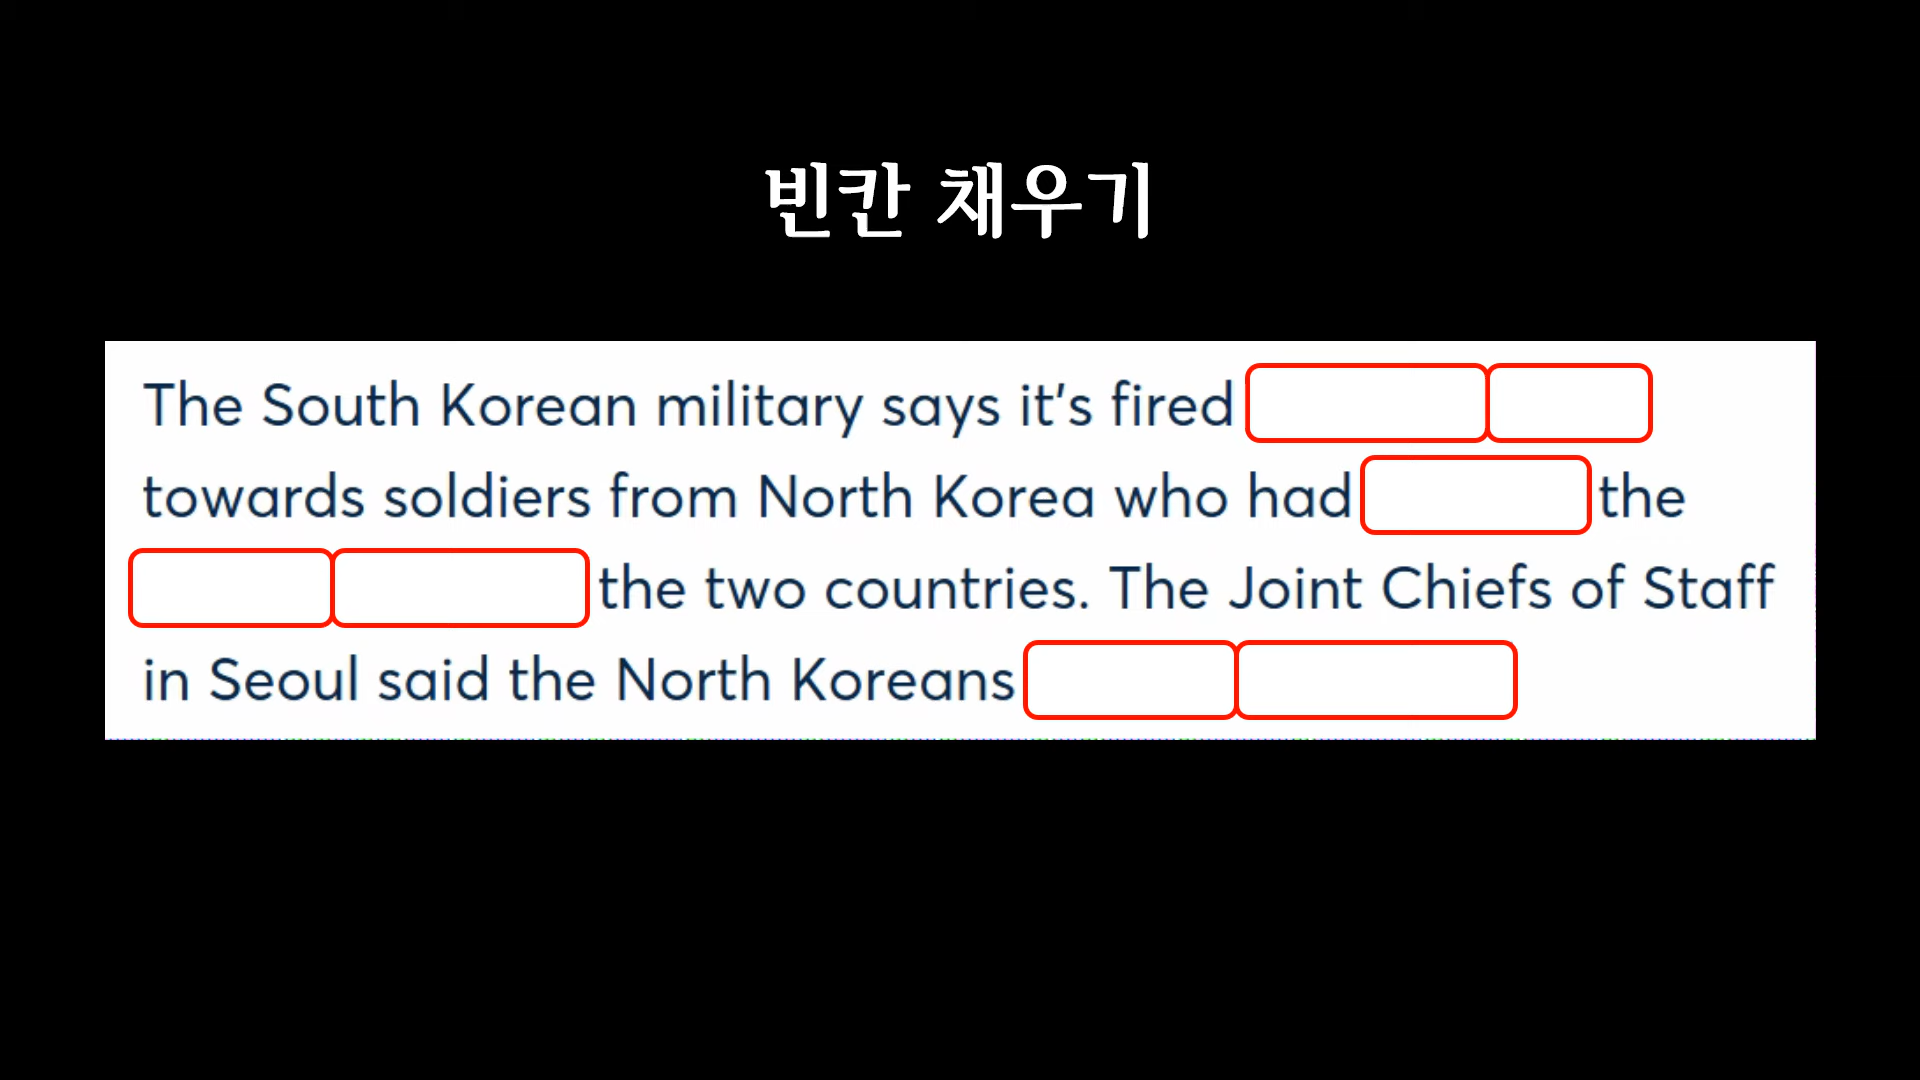 빈칸 채우기
The South Korean military says it's fired
towards soldiers from North Korea who had the
the two countries. The Joint Chiefs of Staff
in Seoul said the North Koreans